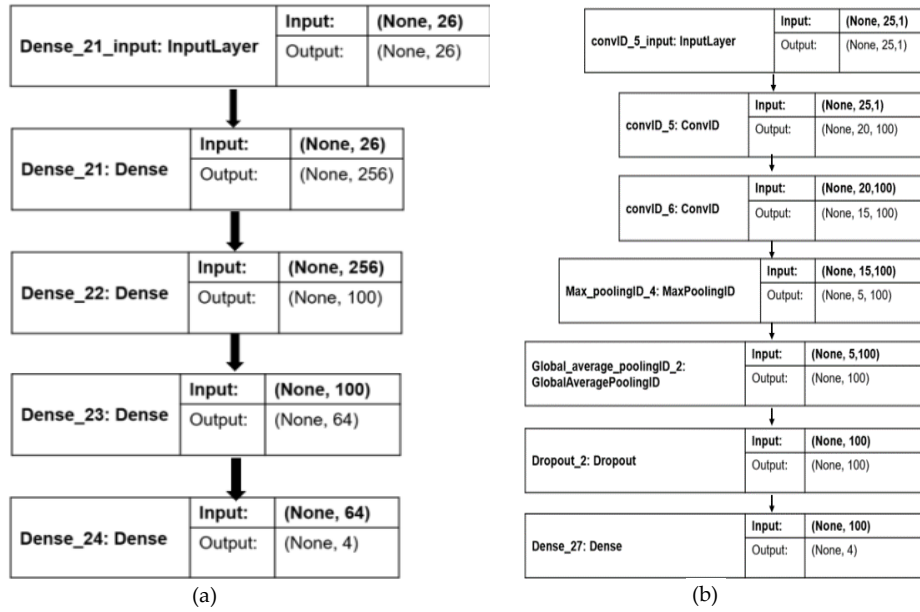 Dense_21_input: InputLayer
Input: (None, 26)
Output: (None, 26)
Dense_21: Dense
Input: (None, 26)
Output: (None, 256)
Dense_22: Dense
Input: (None, 256)
Output: (None, 100)
Dense_23: Dense
Input: (None, 100)
Output: (None, 64)
Dense_24: Dense
Input: (None, 64)
Output: (None, 4)
(a)
convID_5_input: InputLayer
Input: (None, 25,1)
Output: (None, 25,1)
convID_5: ConvID
Input: (None, 25,1)
Output: (None, 20, 100)
convID_6: ConvID
Input: (None, 20,100)
Output: (None, 15, 100)
Max_poolingID_4: MaxPoolingID
Input: (None, 15,100)
Output: (None, 5, 100)
Global_average_poolingID_2:
GlobalAveragePoolingID
Input: (None, 5,100)
Output: (None, 100)
Dropout_2: Dropout
Input: (None, 100)
Output: (None, 100)
Dense_27: Dense
Input: (None, 100)
Output: (None, 4)
(b)